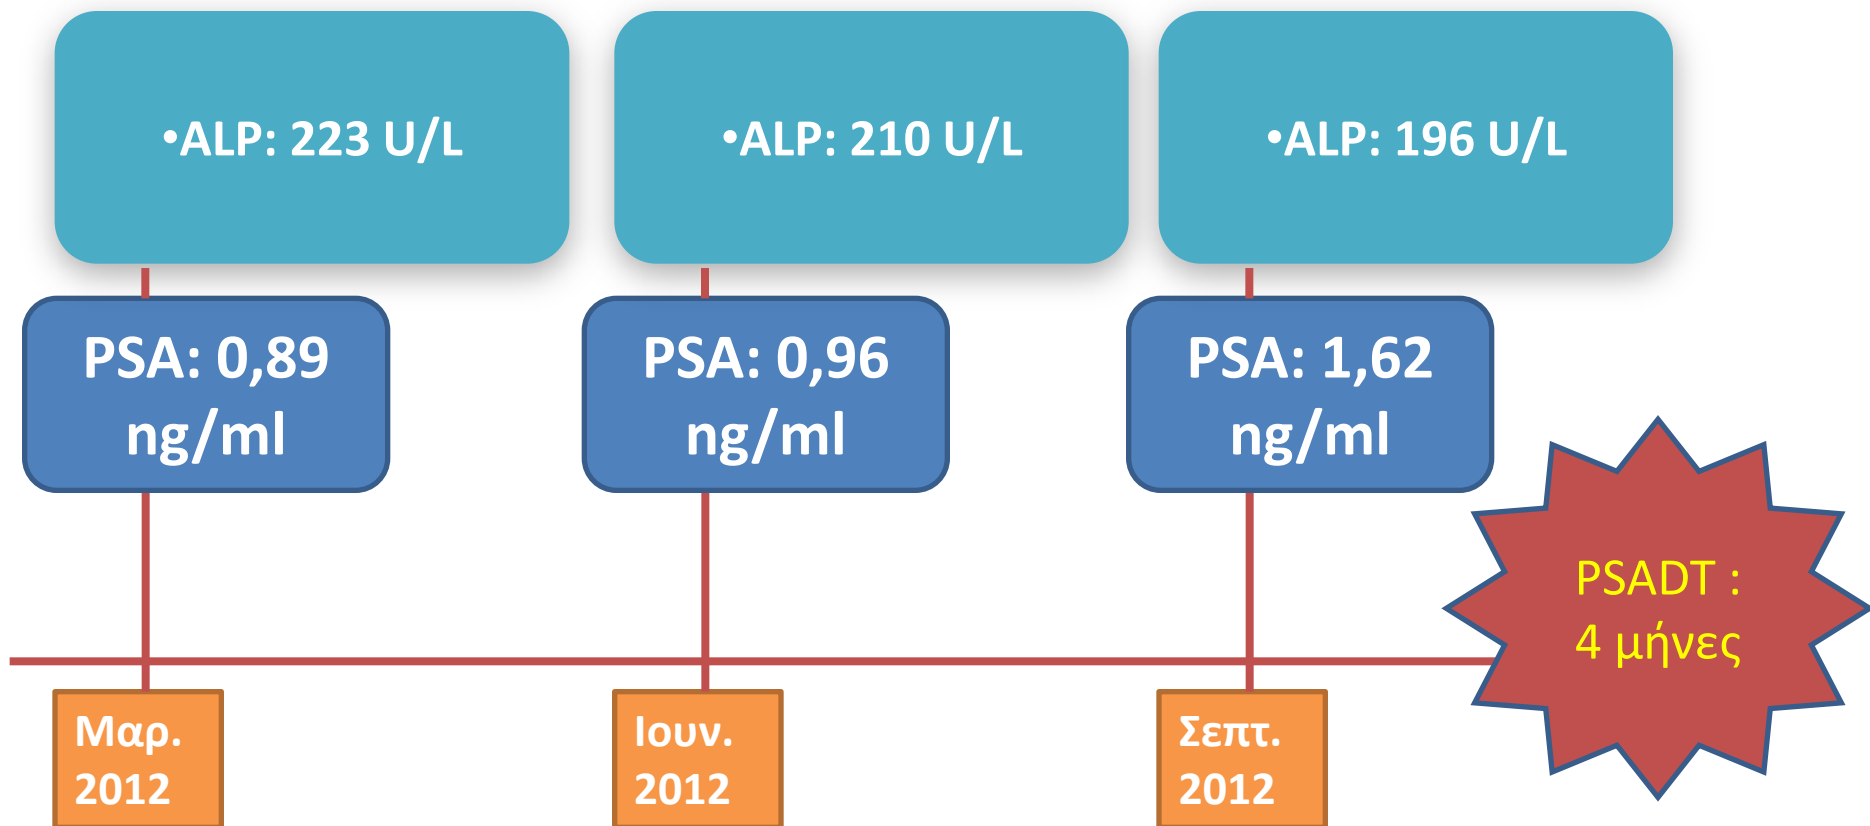 •ALP: 223 U/L
•ALP: 210 U/L
•ALP: 196 U/L
PSA: 0,89
ng/ml
PSA: 0,96
ng/ml
PSA: 1,62
ng/ml
PSADT :
4 μήνες
Μαρ.
2012
Ιουν.
2012
Σεπτ.
2012